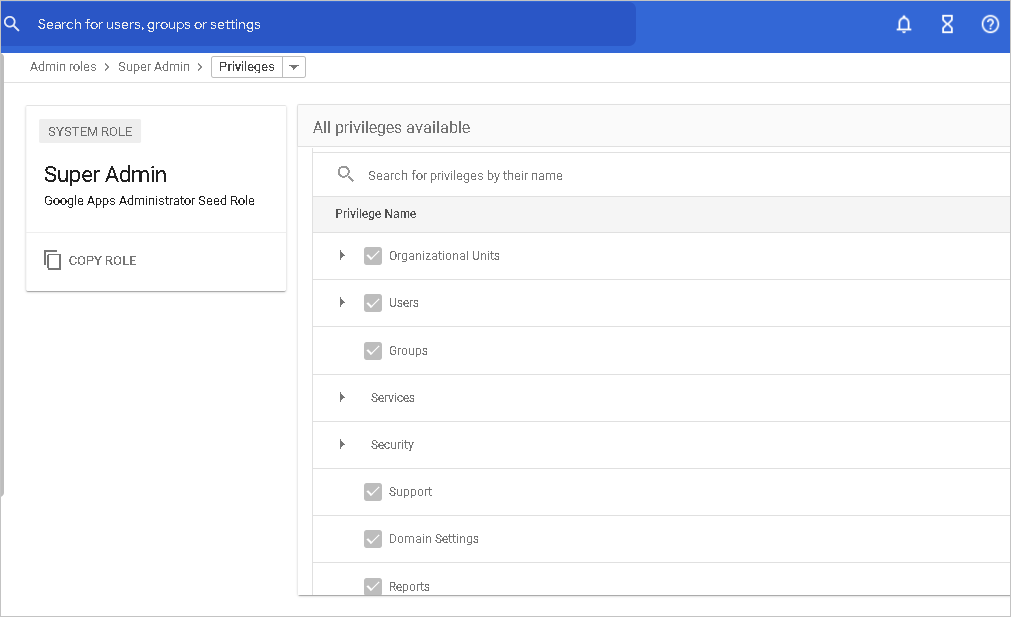 Search for users, groups or settings
Admin roles > Super Admin > Privileges
SYSTEM ROLE
Super Admin
Google Apps Administrator Seed Role
COPY ROLE
All privileges available
Search for privileges by their name
Privilege Name
Organizational Units
Users
Groups
Services
Security
Support
Domain Settings
Reports